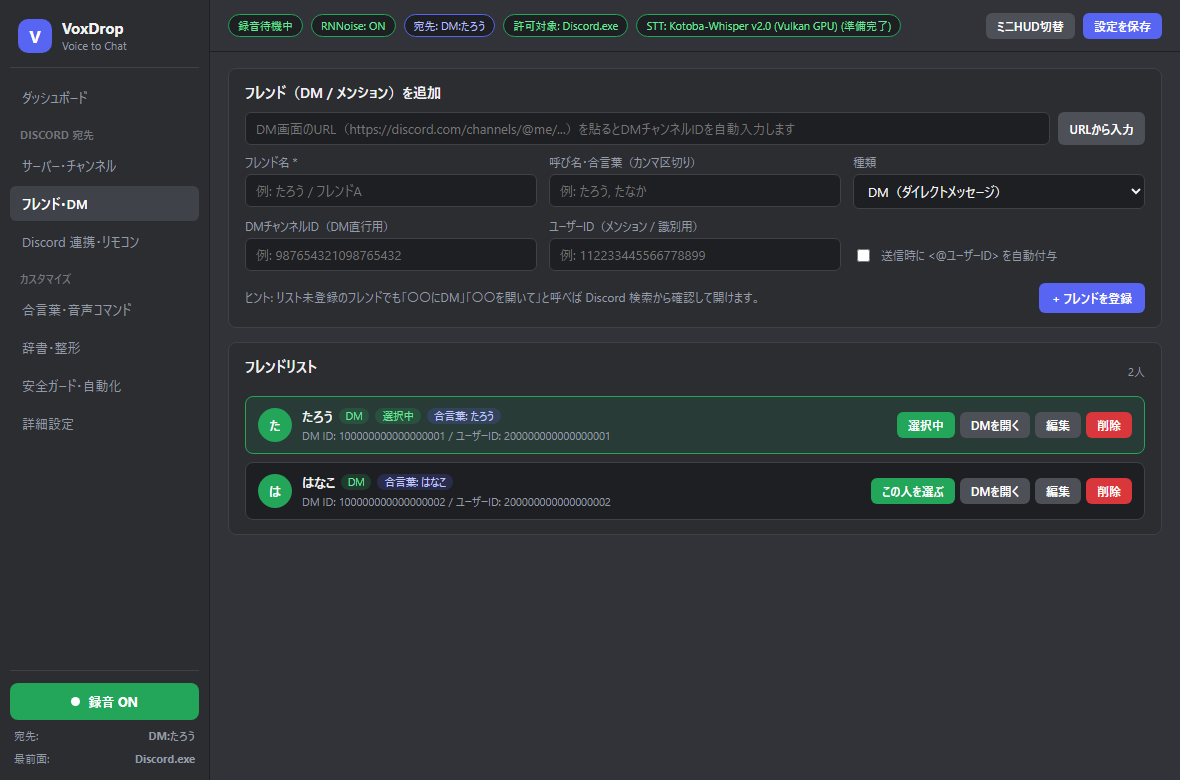 V
VoxDrop
Voice to Chat
ダッシュボード
DISCORD 宛先
サーバー・チャンネル
フレンド・DM
Discord 連携・リモコン
カスタマイズ
合言葉・音声コマンド
辞書・整形
安全ガード・自動化
詳細設定
録音 ON
宛先: DM:たろう
最前面: Discord.exe
録音待機中 RNNoise: ON 宛先: DM:たろう 許可対象: Discord.exe STT: Kotoba-Whisper v2.0 (Vulkan GPU) (準備完了) ミニHUD切替 設定を保存
フレンド（DM / メンション）を追加
DM画面のURL（https://discord.com/channels/@me/...）を貼るとDMチャンネルIDを自動入力します URLから入力
フレンド名 * 呼び名・合言葉（カンマ区切り） 種類
例: たろう / フレンドA 例: たろう, たなか DM（ダイレクトメッセージ）
DMチャンネルID（DM直行用） ユーザーID（メンション / 識別用）
例: 987654321098765432 例: 112233445566778899 送信時に <@ユーザーID> を自動付与
ヒント: リスト未登録のフレンドでも「〇〇にDM」「〇〇を開いて」と呼べば Discord 検索から確認して開けます。 + フレンドを登録
フレンドリスト 2人
た たろう DM 選択中 合言葉: たろう 選択中 DMを開く 編集 削除
DM ID: 100000000000000001 / ユーザーID: 200000000000000001
は はなこ DM 合言葉: はなこ この人を選ぶ DMを開く 編集 削除
DM ID: 100000000000000002 / ユーザーID: 200000000000000002